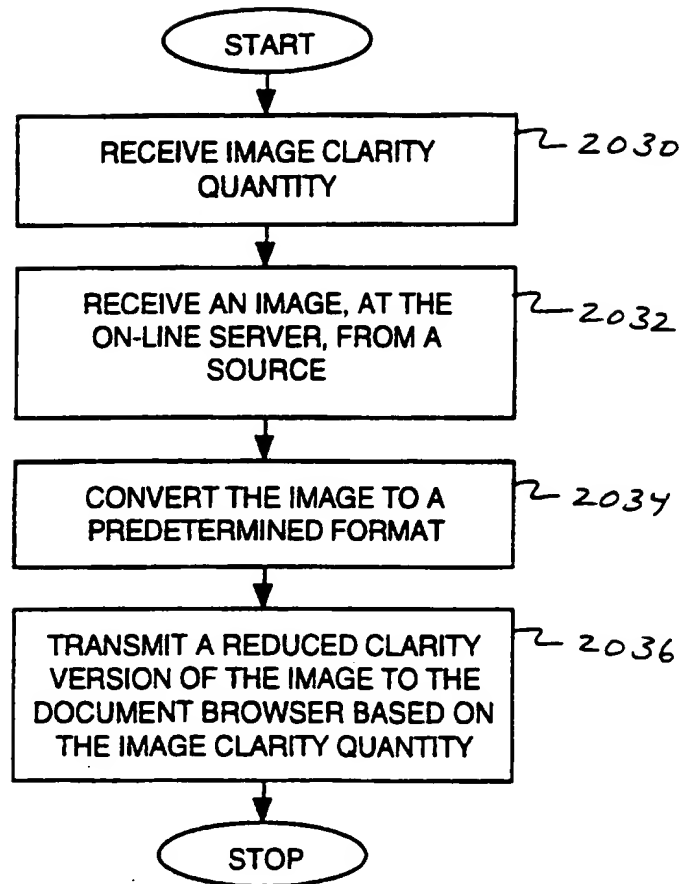 START
RECEIVE IMAGE CLARITY
QUANTITY
2030
RECEIVE AN IMAGE, AT THE
ON-LINE SERVER, FROM A
SOURCE
2032
CONVERT THE IMAGE TO A
PREDETERMINED FORMAT
2034
TRANSMIT A REDUCED CLARITY
VERSION OF THE IMAGE TO THE
DOCUMENT BROWSER BASED ON
THE IMAGE CLARITY QUANTITY
2036
STOP